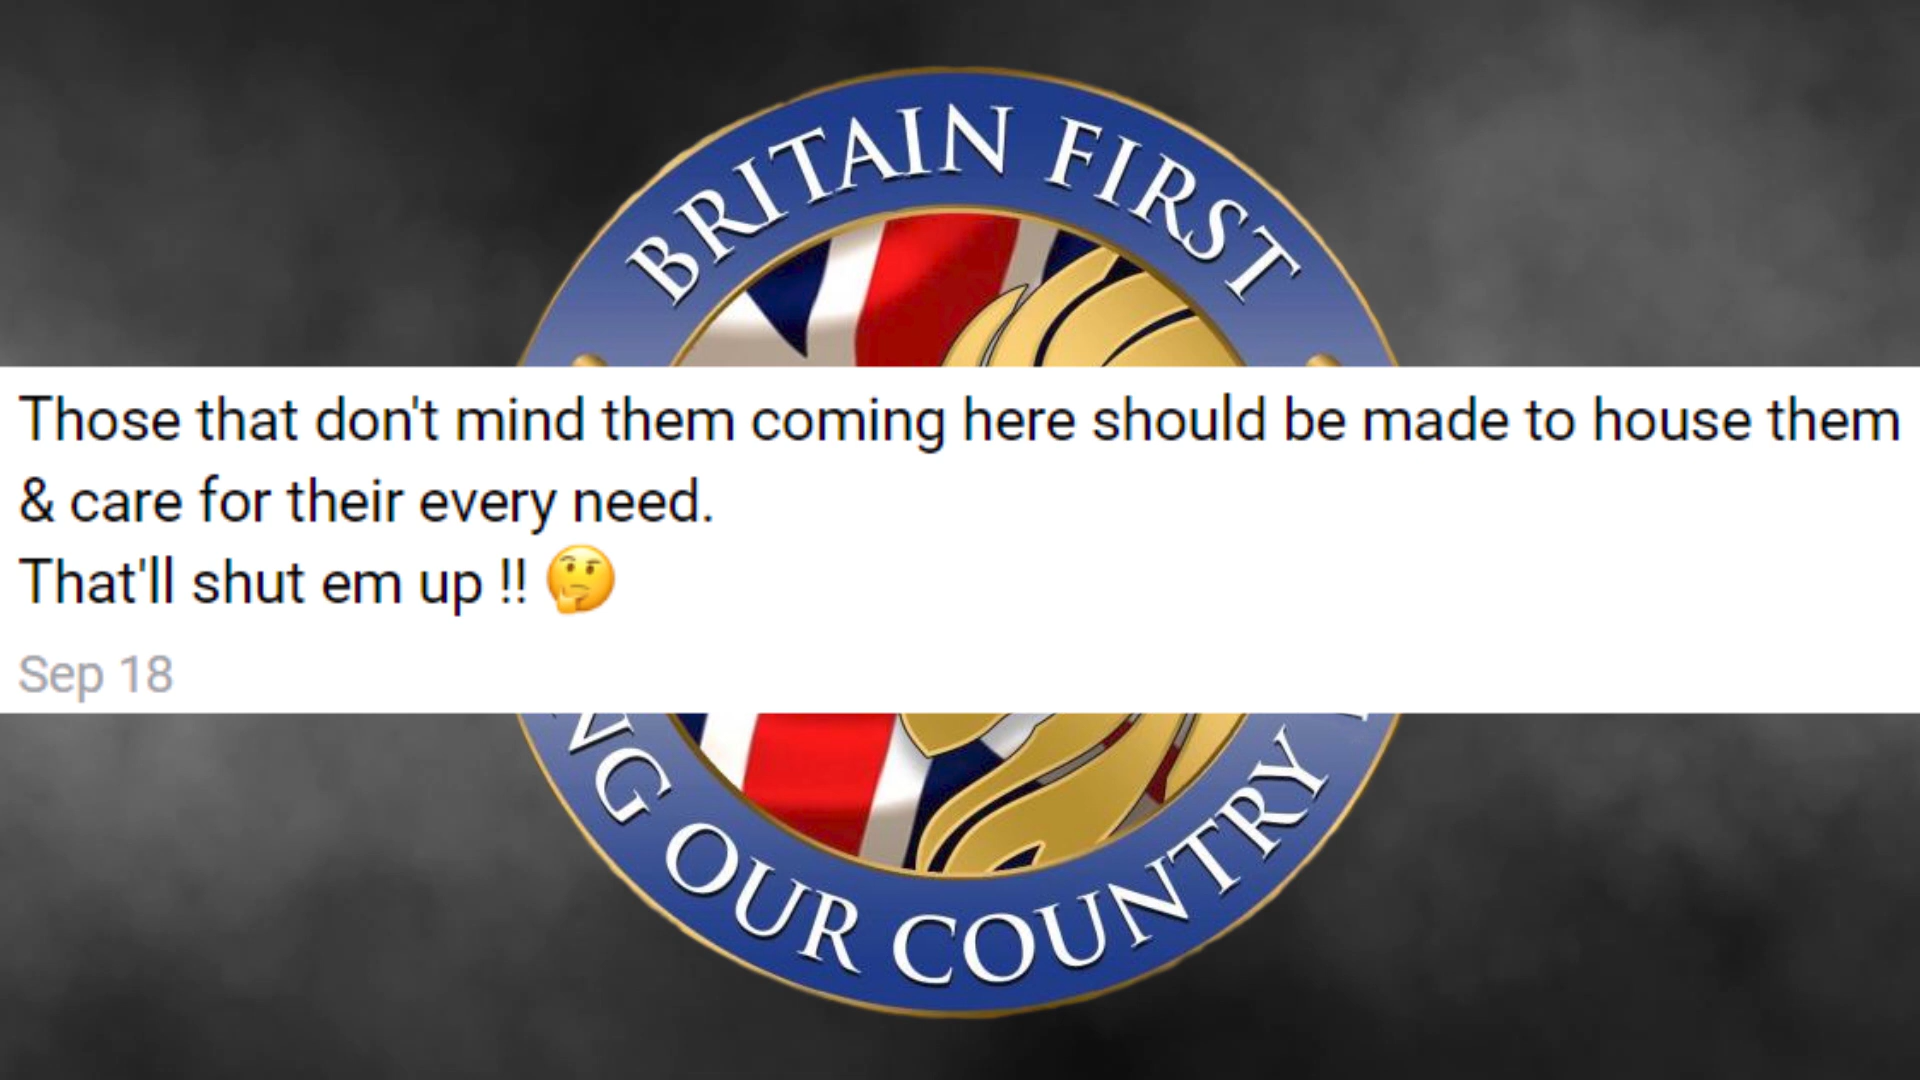 BRITAIN FIRST
Those that don't mind them coming here should be made to house them
& care for their every need.
That'll shut em up !! 🤔
Sep 18
NG OUR COUNTRY